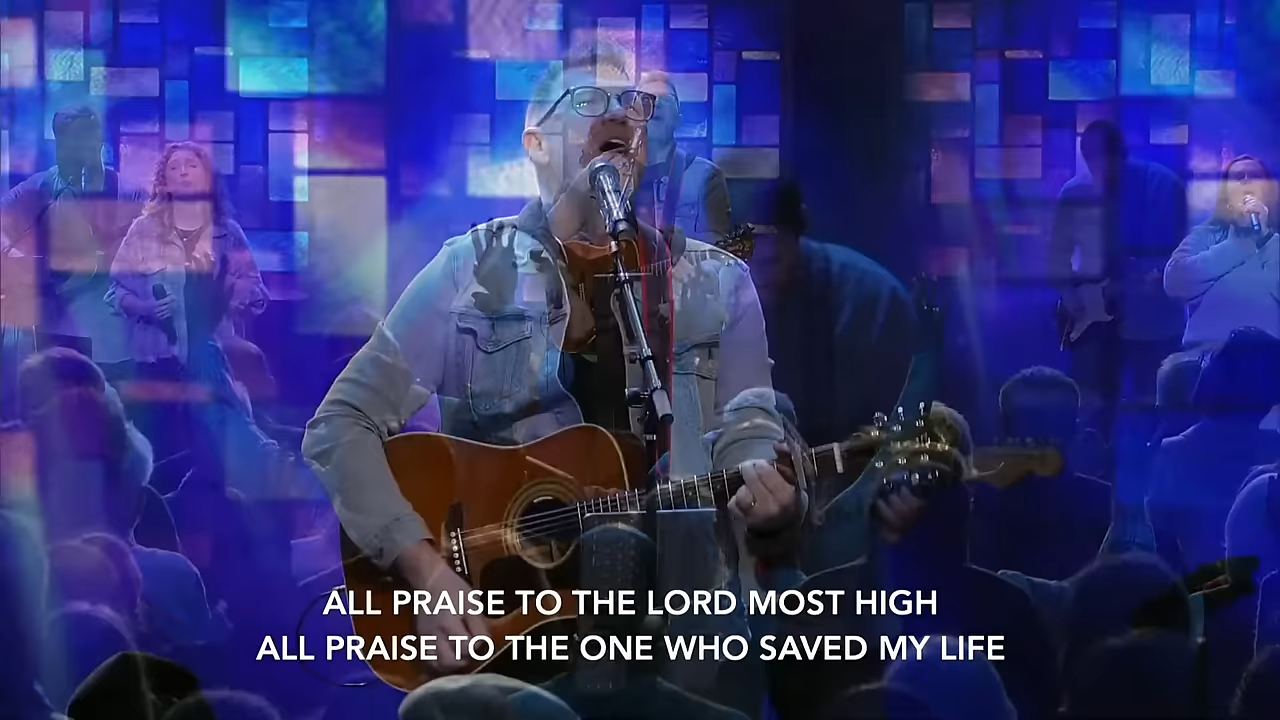 ALL PRAISE TO THE LORD MOST HIGH
ALL PRAISE TO THE ONE WHO SAVED MY LIFE